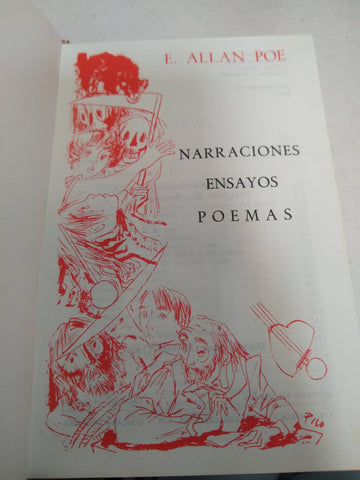 E. ALLAN POE
NARRACIONES
ENSAYOS
POEMAS